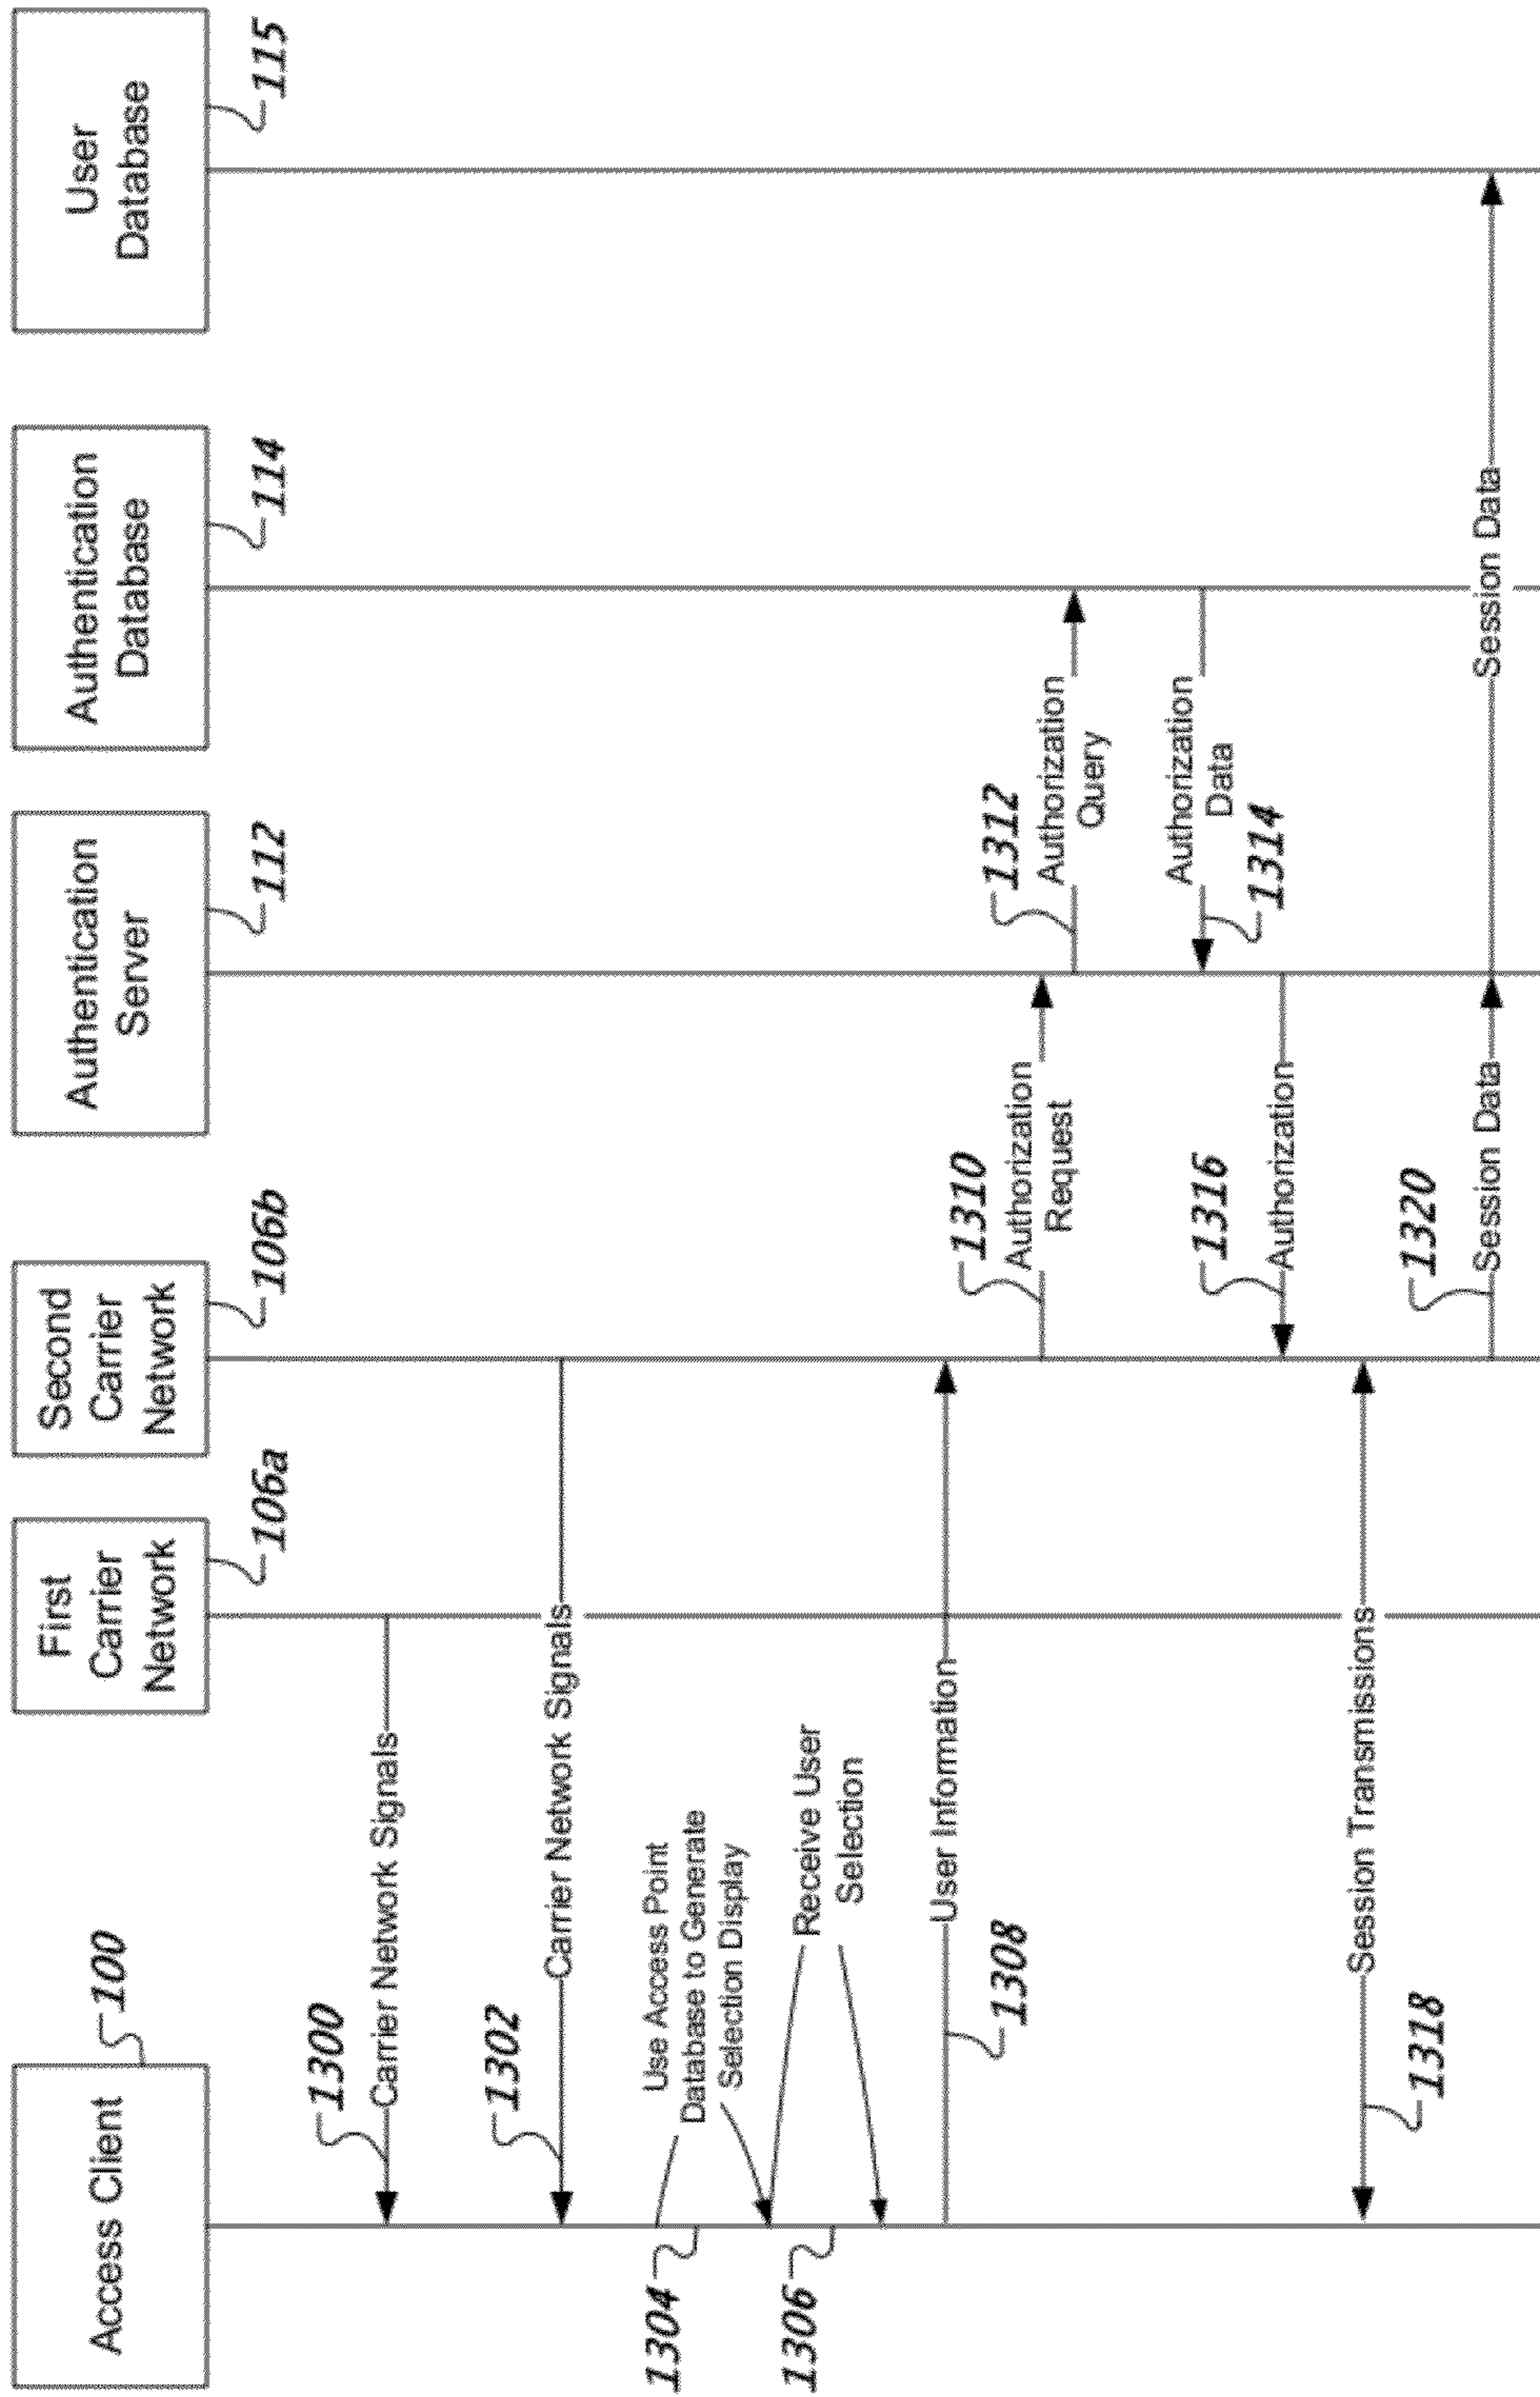 Access Client
100
First
Carrier
Network
106a
Second
Carrier
Network
106b
Authentication
Server
112
Authentication
Database
114
User
Database
115
1300
Carrier Network Signals
1302
Carrier Network Signals
1304
Use Access Point
Database to Generate
Selection Display
1306
Receive User
Selection
User Information
1308
1310
Authorization
Request
1312
Authorization
Query
Authorization
Data
1314
1316
Authorization
Session Transmissions
1318
1320
Session Data
Session Data